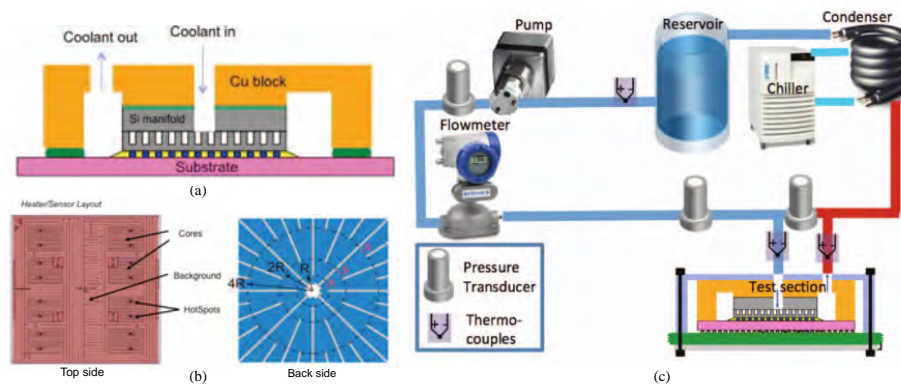 Coolant out
Coolant in
Cu block
Si manifold
Substrate
(a)
Heater/Sensor Layout
Cores
Background
HotSpots
Top side
(b)
R
2R
4R
Back side
Pump
Reservoir
Condenser
Chiller
Flowmeter
Pressure
Transducer
Thermo-
couples
Test section
(c)